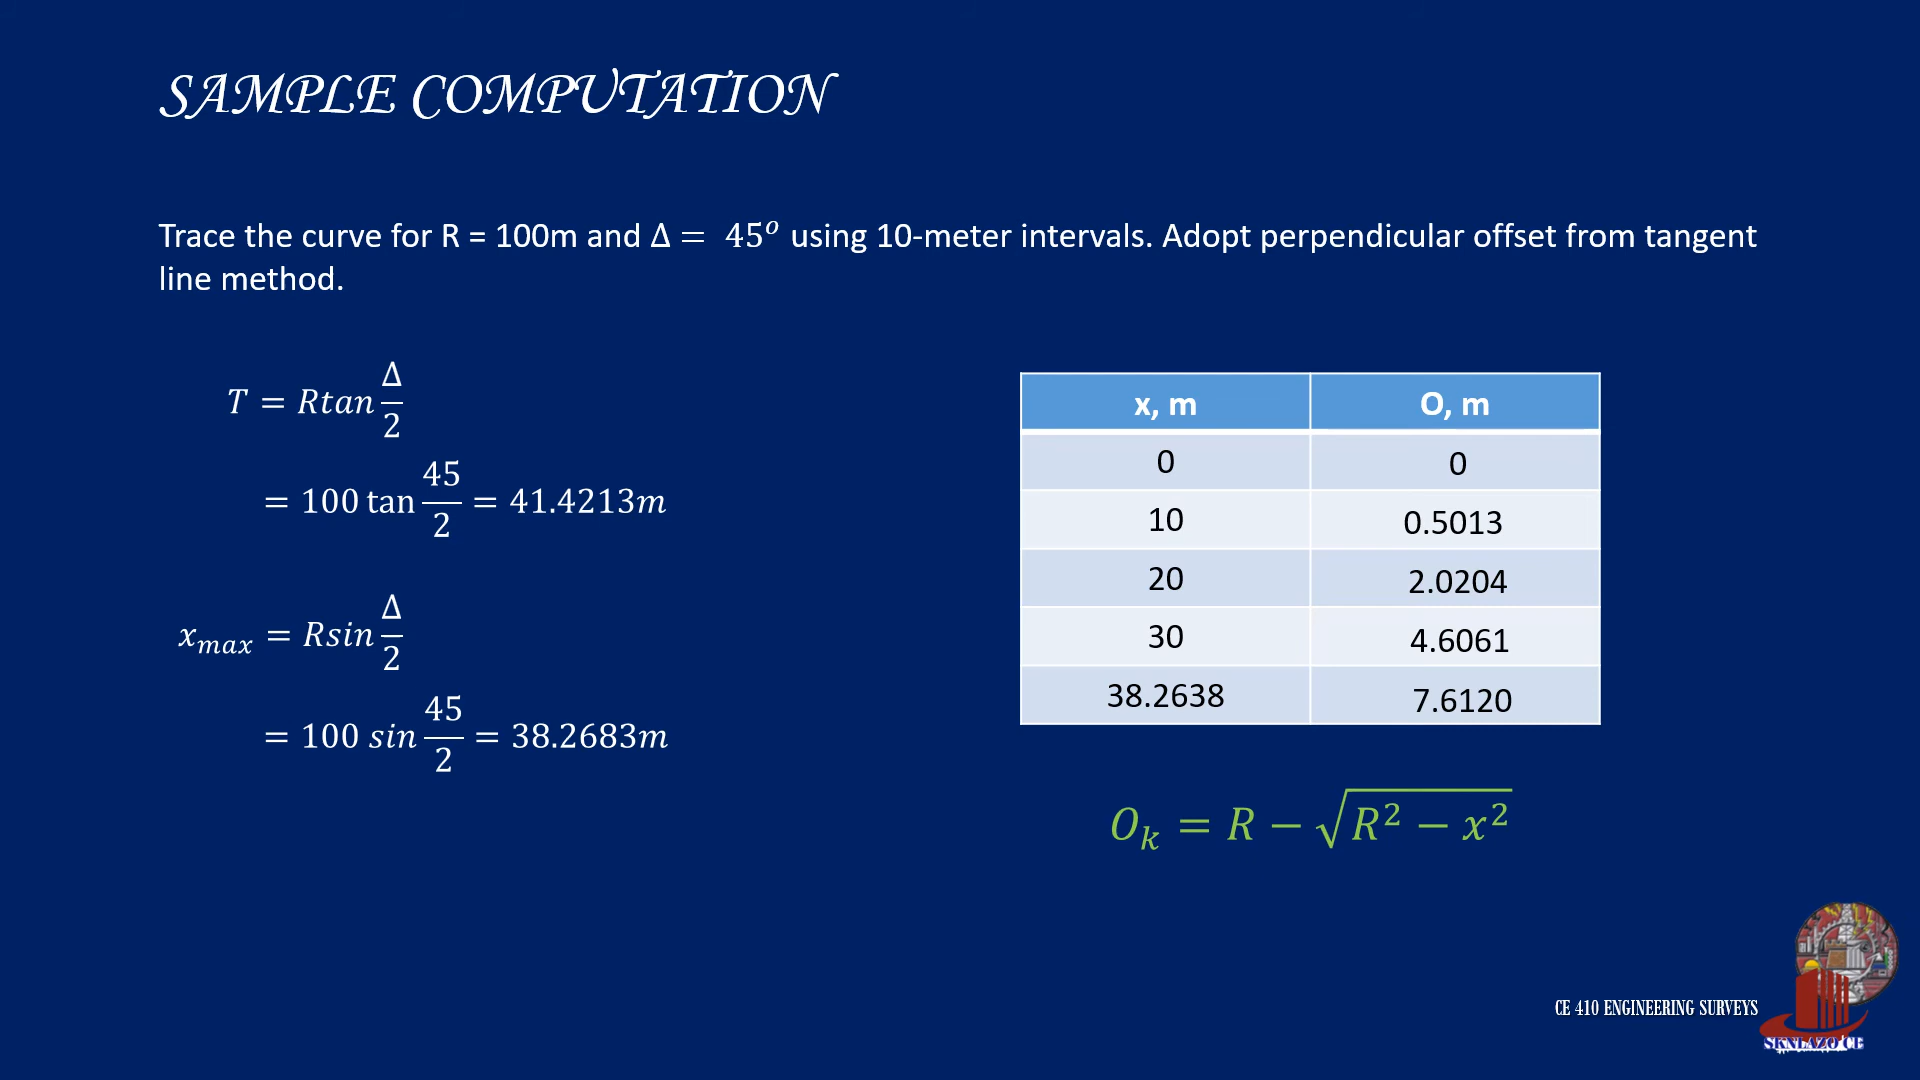 SAMPLE COMPUTATION
Trace the curve for R = 100m and Δ = 45° using 10-meter intervals. Adopt perpendicular offset from tangent
line method.
T = Rtan Δ/2
= 100 tan 45/2 = 41.4213m
x_max = Rsin Δ/2
= 100 sin 45/2 = 38.2683m
x, m O, m
0 0
10 0.5013
20 2.0204
30 4.6061
38.2638 7.6120
O_k = R − √(R² − x²)
CE 410 ENGINEERING SURVEYS
SKNLAZO CE